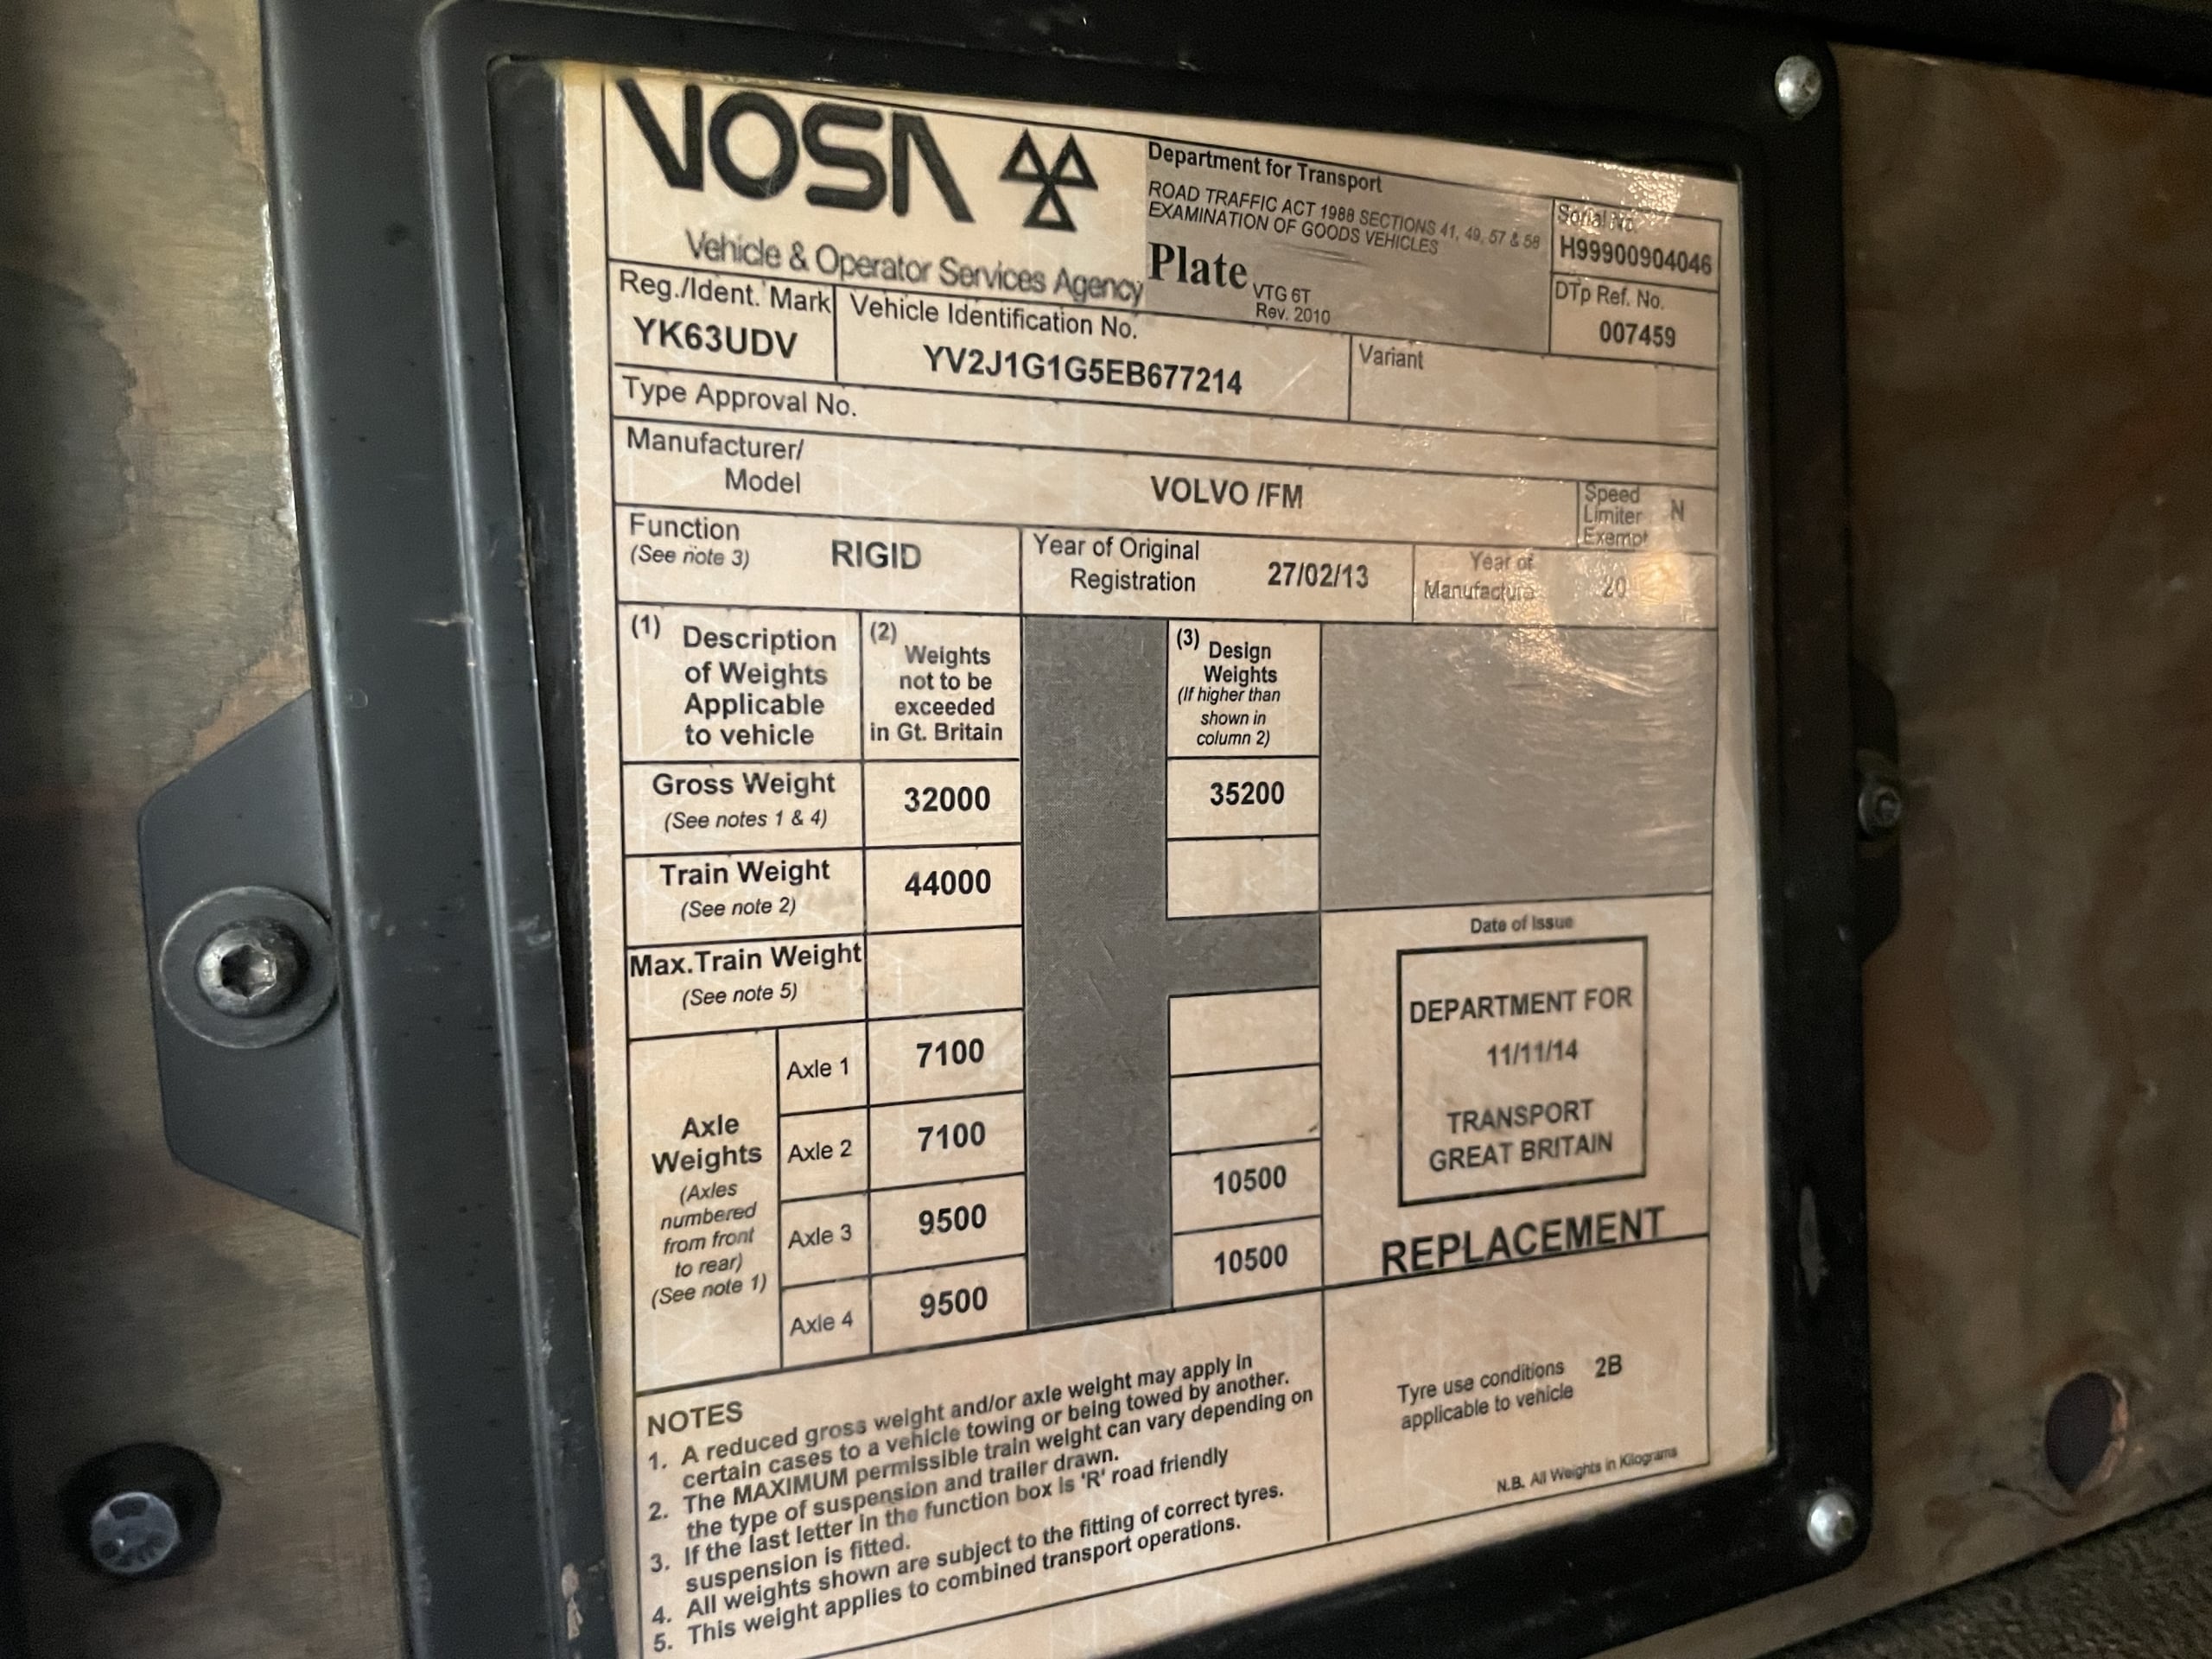 VOSA
Vehicle & Operator Services Agency
Department for Transport
ROAD TRAFFIC ACT 1988 SECTIONS 41, 49, 57 & 58
EXAMINATION OF GOODS VEHICLES
Plate VTG 6T
Rev. 2010
Serial No.
H99900904046
DTp Ref. No.
007459
Reg./Ident. Mark
YK63UDV
Vehicle Identification No.
YV2J1G1G5EB677214
Variant
Type Approval No.
Manufacturer/
Model
VOLVO /FM
Speed
Limiter
Exempt
N
Function
(See note 3)
RIGID
Year of Original
Registration
27/02/13
Year of
Manufacture
20
(1) Description
of Weights
Applicable
to vehicle
(2) Weights
not to be
exceeded
in Gt. Britain
(3) Design
Weights
(If higher than
shown in
column 2)
Gross Weight
(See notes 1 & 4)
32000
35200
Train Weight
(See note 2)
44000
Max.Train Weight
(See note 5)
Axle
Weights
(Axles
numbered
from front
to rear)
(See note 1)
Axle 1
7100
Axle 2
7100
Axle 3
9500
10500
Axle 4
9500
10500
Date of Issue
DEPARTMENT FOR
11/11/14
TRANSPORT
GREAT BRITAIN
REPLACEMENT
NOTES
1. A reduced gross weight and/or axle weight may apply in
certain cases to a vehicle towing or being towed by another.
2. The MAXIMUM permissible train weight can vary depending on
the type of suspension and trailer drawn.
3. If the last letter in the function box is 'R' road friendly
suspension is fitted.
4. All weights shown are subject to the fitting of correct tyres.
5. This weight applies to combined transport operations.
Tyre use conditions
applicable to vehicle
2B
N.B. All Weights in Kilograms